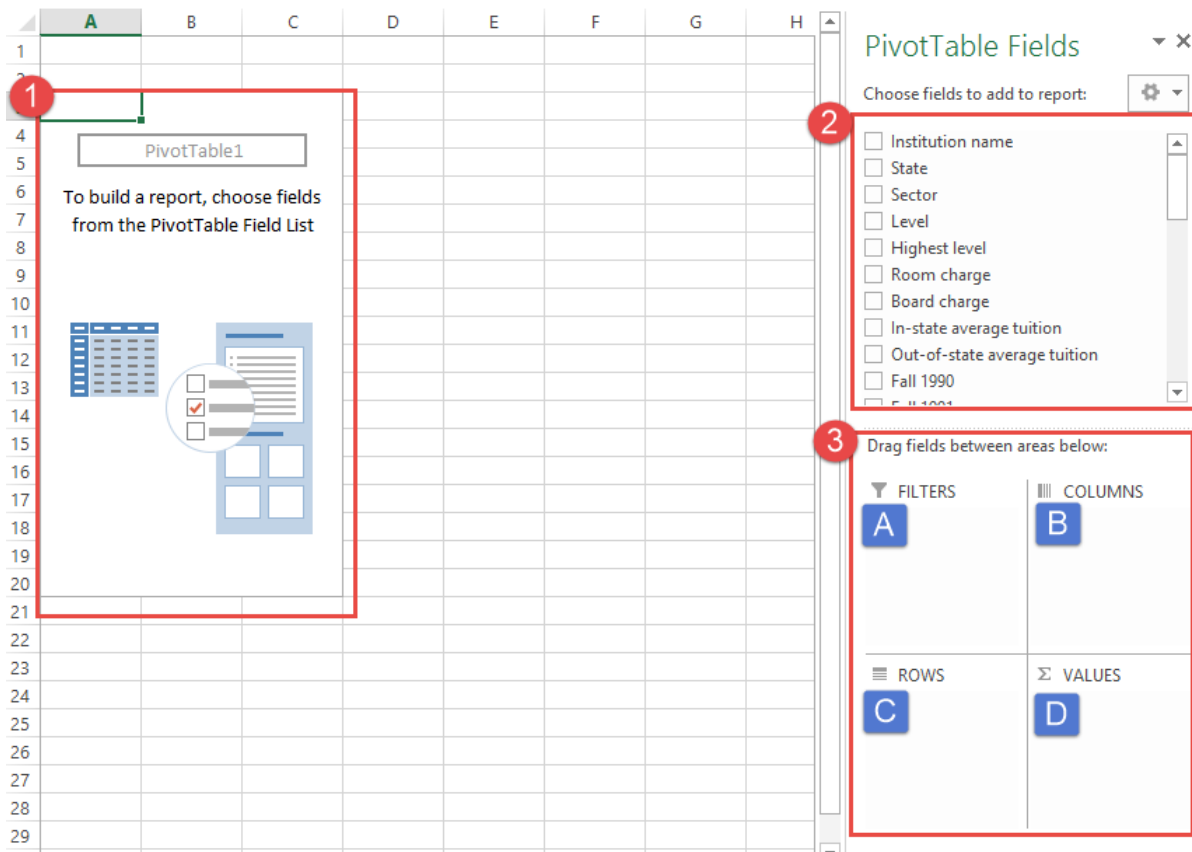 A B C D E F G H
1
1
4
5
6
7
8
9
10
11
12
13
14
15
16
17
18
19
20
21
22
23
24
25
26
27
28
29
PivotTable1
To build a report, choose fields
from the PivotTable Field List
PivotTable Fields
Choose fields to add to report:
2
Institution name
State
Sector
Level
Highest level
Room charge
Board charge
In-state average tuition
Out-of-state average tuition
Fall 1990
3
Drag fields between areas below:
FILTERS
A
COLUMNS
B
ROWS
C
Σ VALUES
D